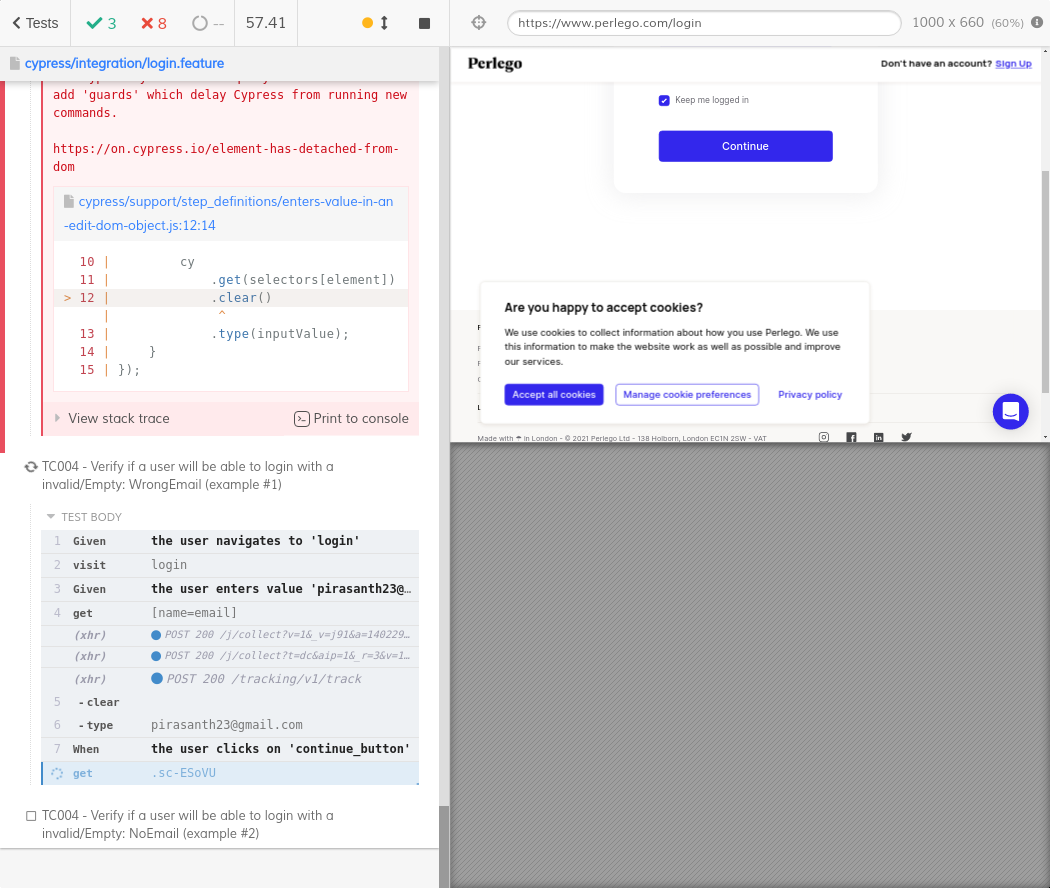 Tests
3
8
--
57.41
https://www.perlego.com/login
1000 x 660 (60%)
cypress/integration/login.feature
add 'guards' which delay Cypress from running new
commands.
https://on.cypress.io/element-has-detached-from-
dom
cypress/support/step_definitions/enters-value-in-an
-edit-dom-object.js:12:14
10 | cy
11 | .get(selectors[element])
> 12 | .clear()
| ^
13 | .type(inputValue);
14 | }
15 | });
View stack trace
Print to console
TC004 - Verify if a user will be able to login with a
invalid/Empty: WrongEmail (example #1)
TEST BODY
1 Given the user navigates to 'login'
2 visit login
3 Given the user enters value 'pirasanth23@…
4 get [name=email]
(xhr) POST 200 /j/collect?v=1&_v=j91&a=140229…
(xhr) POST 200 /j/collect?t=dc&aip=1&_r=3&v=1…
(xhr) POST 200 /tracking/v1/track
5 -clear
6 -type pirasanth23@gmail.com
7 When the user clicks on 'continue_button'
get .sc-ESoVU
TC004 - Verify if a user will be able to login with a
invalid/Empty: NoEmail (example #2)
Perlego
Don't have an account? Sign Up
Keep me logged in
Continue
Are you happy to accept cookies?
We use cookies to collect information about how you use Perlego. We use
this information to make the website work as well as possible and improve
our services.
Accept all cookies
Manage cookie preferences
Privacy policy
Made with ☂ in London - © 2021 Perlego Ltd - 138 Holborn, London EC1N 2SW - VAT